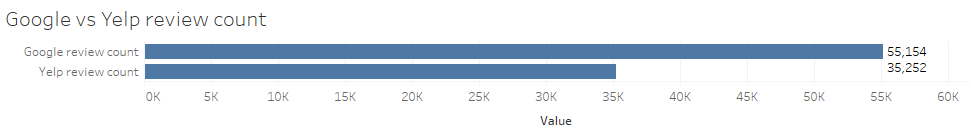 Google vs Yelp review count
Google review count 55,154
Yelp review count 35,252
0K 5K 10K 15K 20K 25K 30K 35K 40K 45K 50K 55K 60K
Value